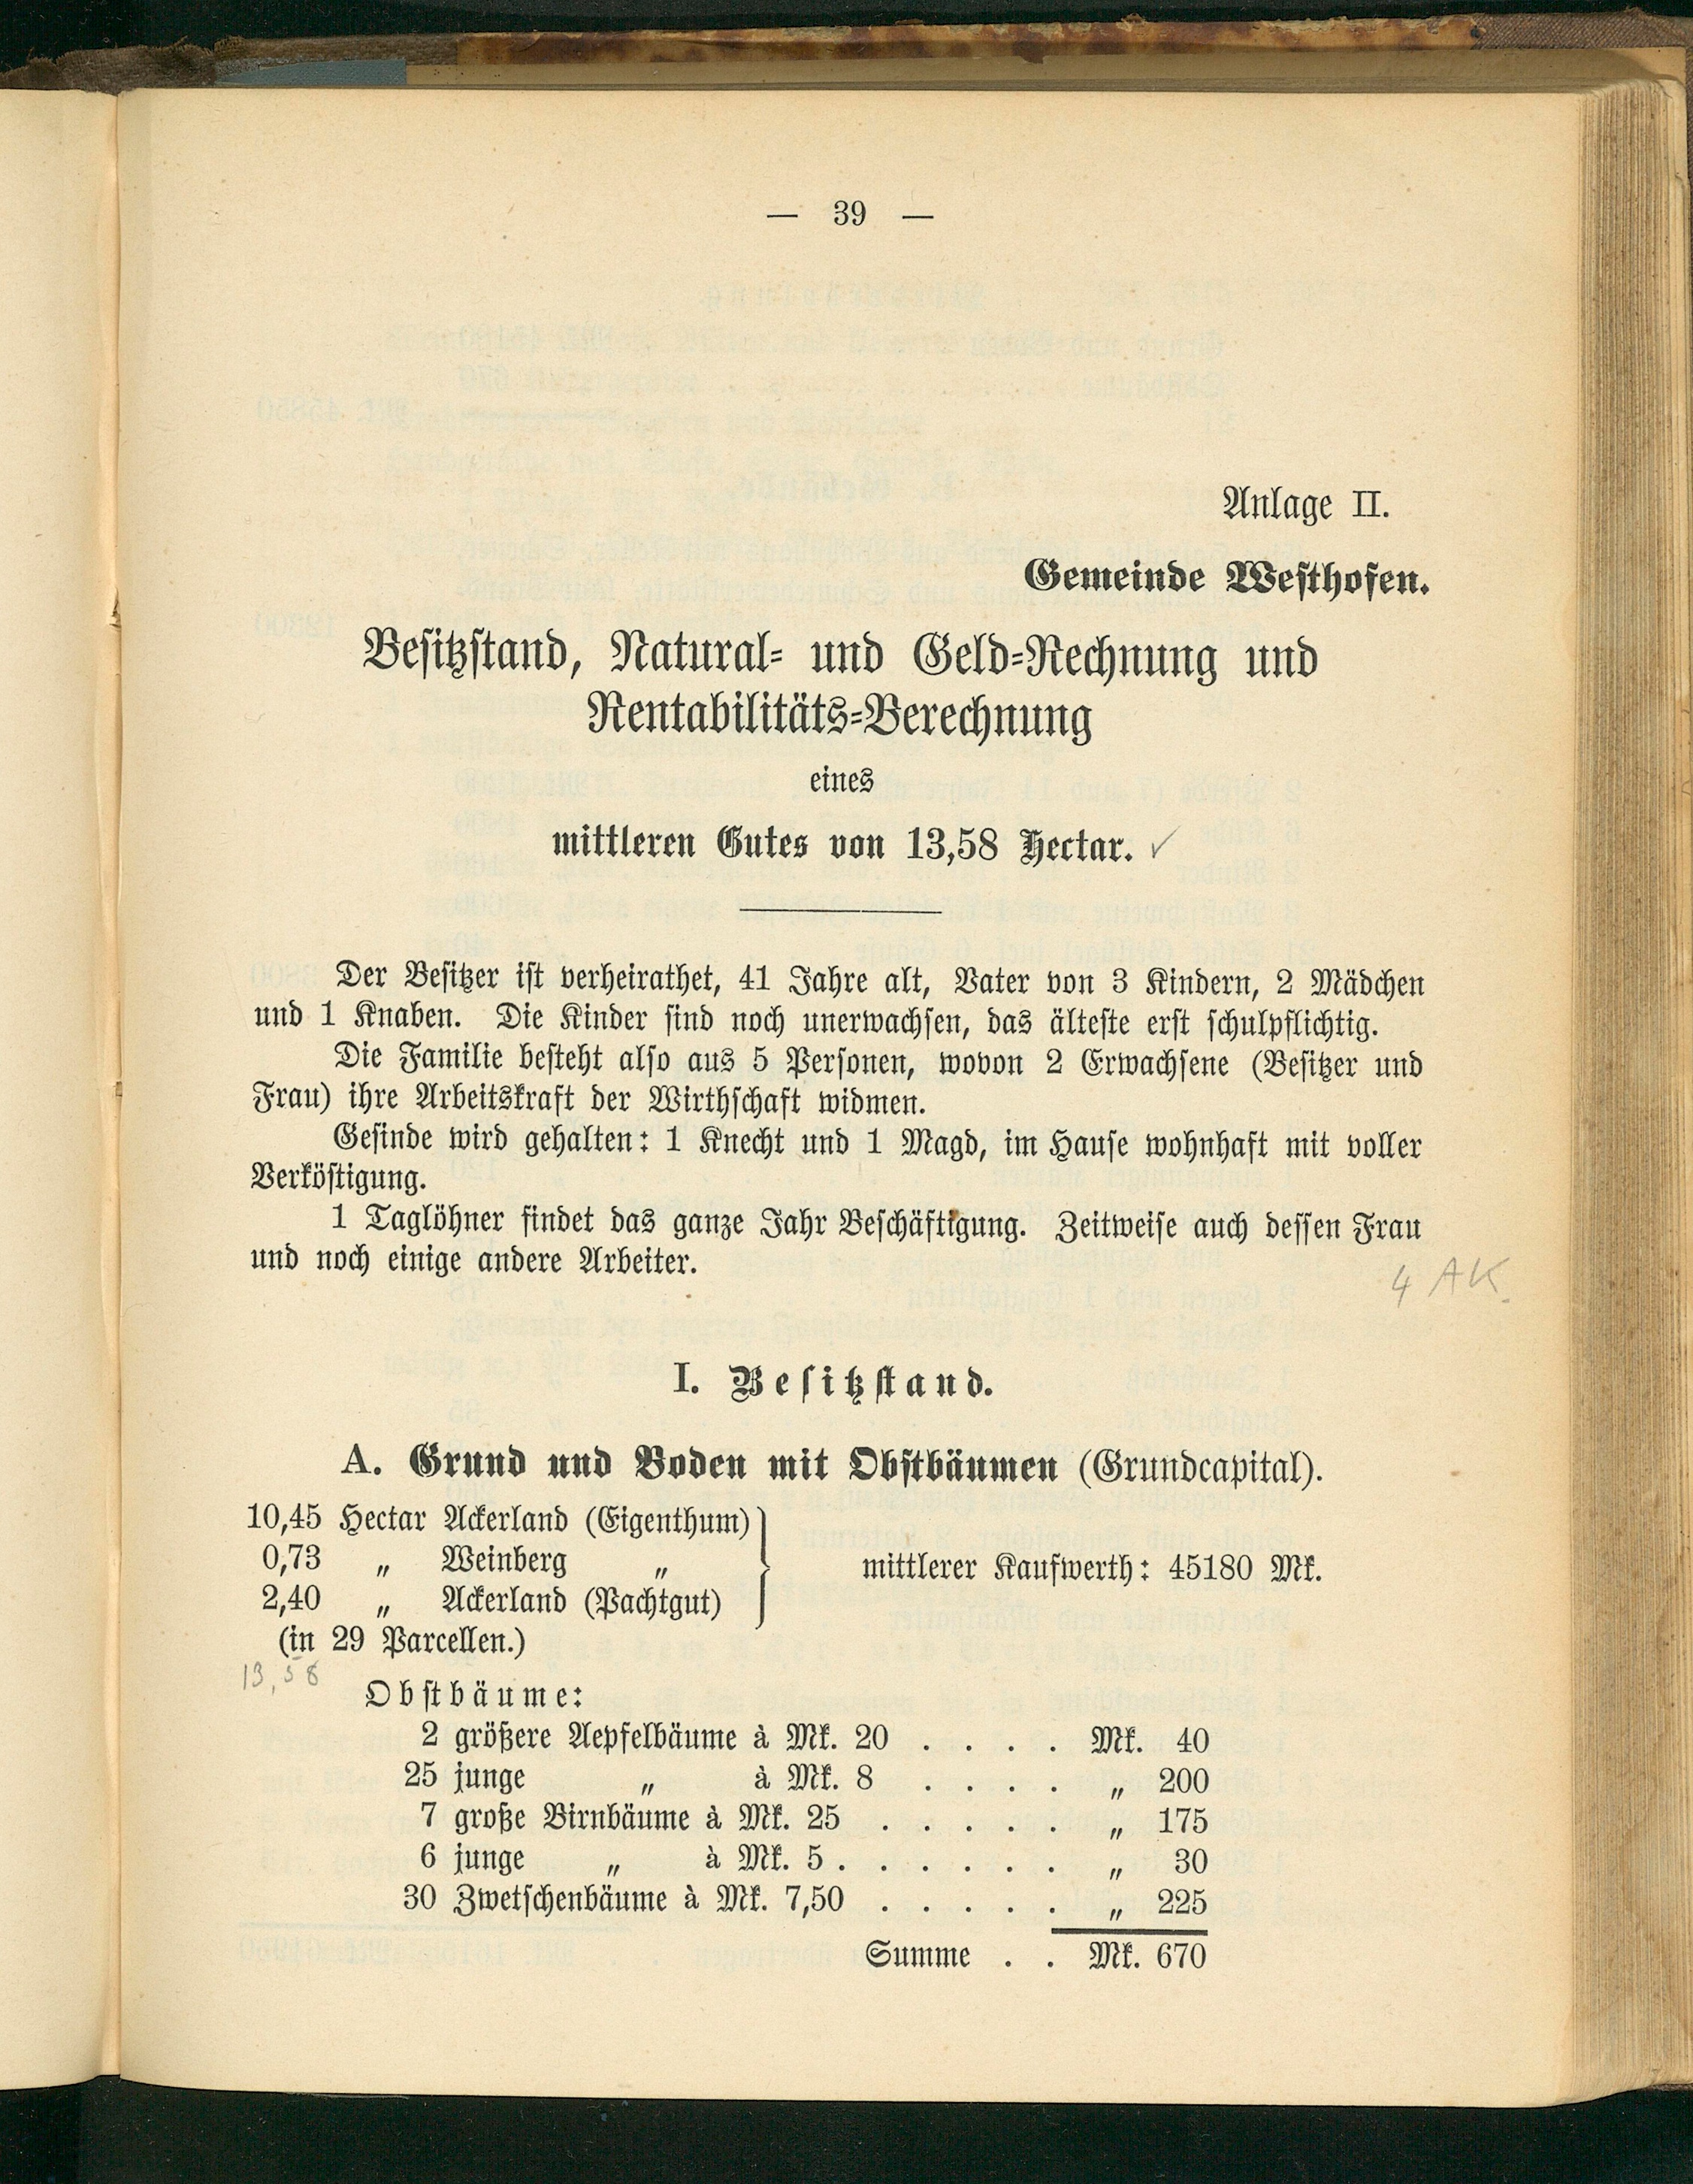 — 39 —
Anlage II.
Gemeinde Westhofen.
Besitzstand, Natural- und Geld-Rechnung und
Rentabilitäts-Berechnung
eines
mittleren Gutes von 13,58 Hectar. ✓
Der Besitzer ist verheirathet, 41 Jahre alt, Vater von 3 Kindern, 2 Mädchen
und 1 Knaben. Die Kinder sind noch unerwachsen, das älteste erst schulpflichtig.
Die Familie besteht also aus 5 Personen, wovon 2 Erwachsene (Besitzer und
Frau) ihre Arbeitskraft der Wirthschaft widmen.
Gesinde wird gehalten: 1 Knecht und 1 Magd, im Hause wohnhaft mit voller
Verköstigung.
1 Taglöhner findet das ganze Jahr Beschäftigung. Zeitweise auch dessen Frau
und noch einige andere Arbeiter.
4 AK.
I. Besitzstand.
A. Grund und Boden mit Obstbäumen (Grundcapital).
10,45 Hectar Ackerland (Eigenthum)
0,73 „ Weinberg „
mittlerer Kaufwerth: 45180 Mk.
2,40 „ Ackerland (Pachtgut)
(in 29 Parcellen.)
13,58
Obstbäume:
2 größere Aepfelbäume à Mk. 20 . . . . Mk. 40
25 junge „ à Mk. 8 . . . . „ 200
7 große Birnbäume à Mk. 25 . . . . . „ 175
6 junge „ à Mk. 5 . . . . . . „ 30
30 Zwetschenbäume à Mk. 7,50 . . . . . „ 225
Summe . . Mk. 670